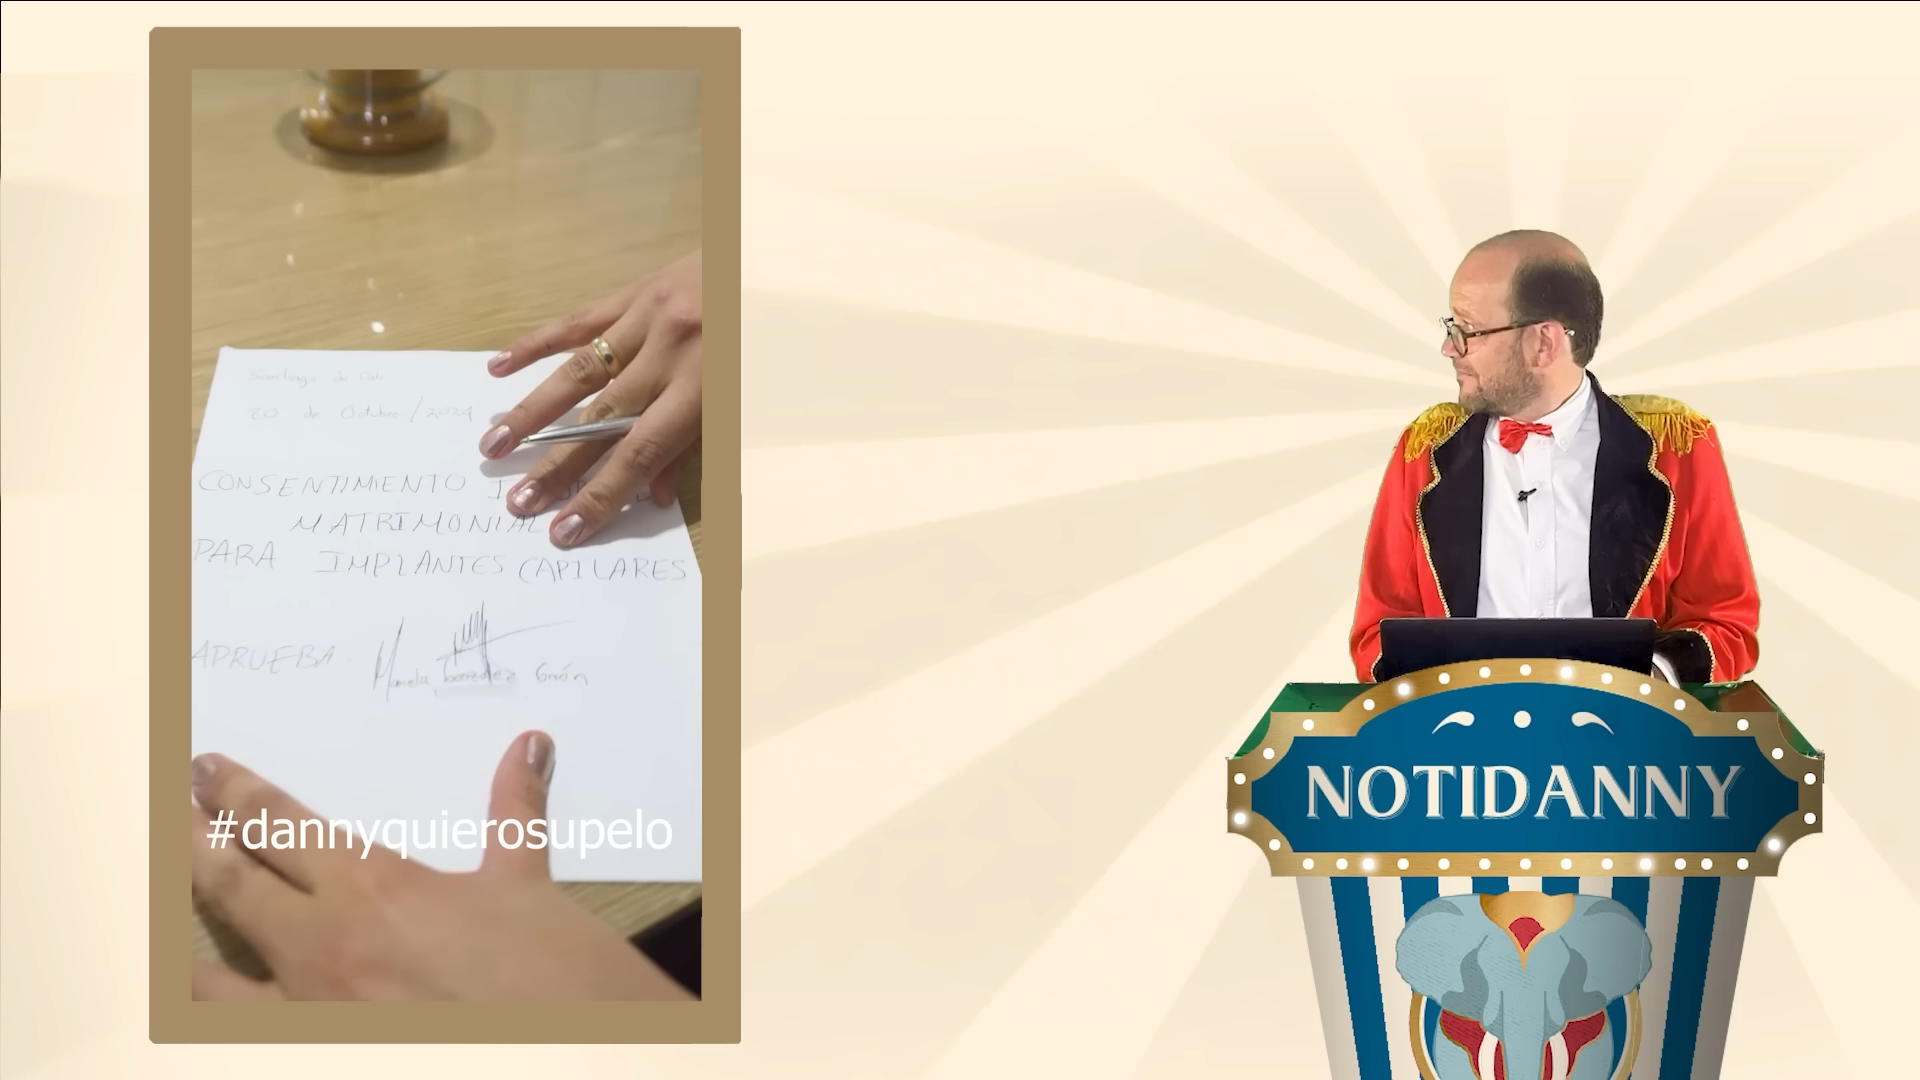 Santiago de Cali
20 de Octubre/2024
CONSENTIMIENTO
MATRIMONIAL
PARA IMPLANTES CAPILARES
APRUEBA
#dannyquierosupelo
NOTIDANNY